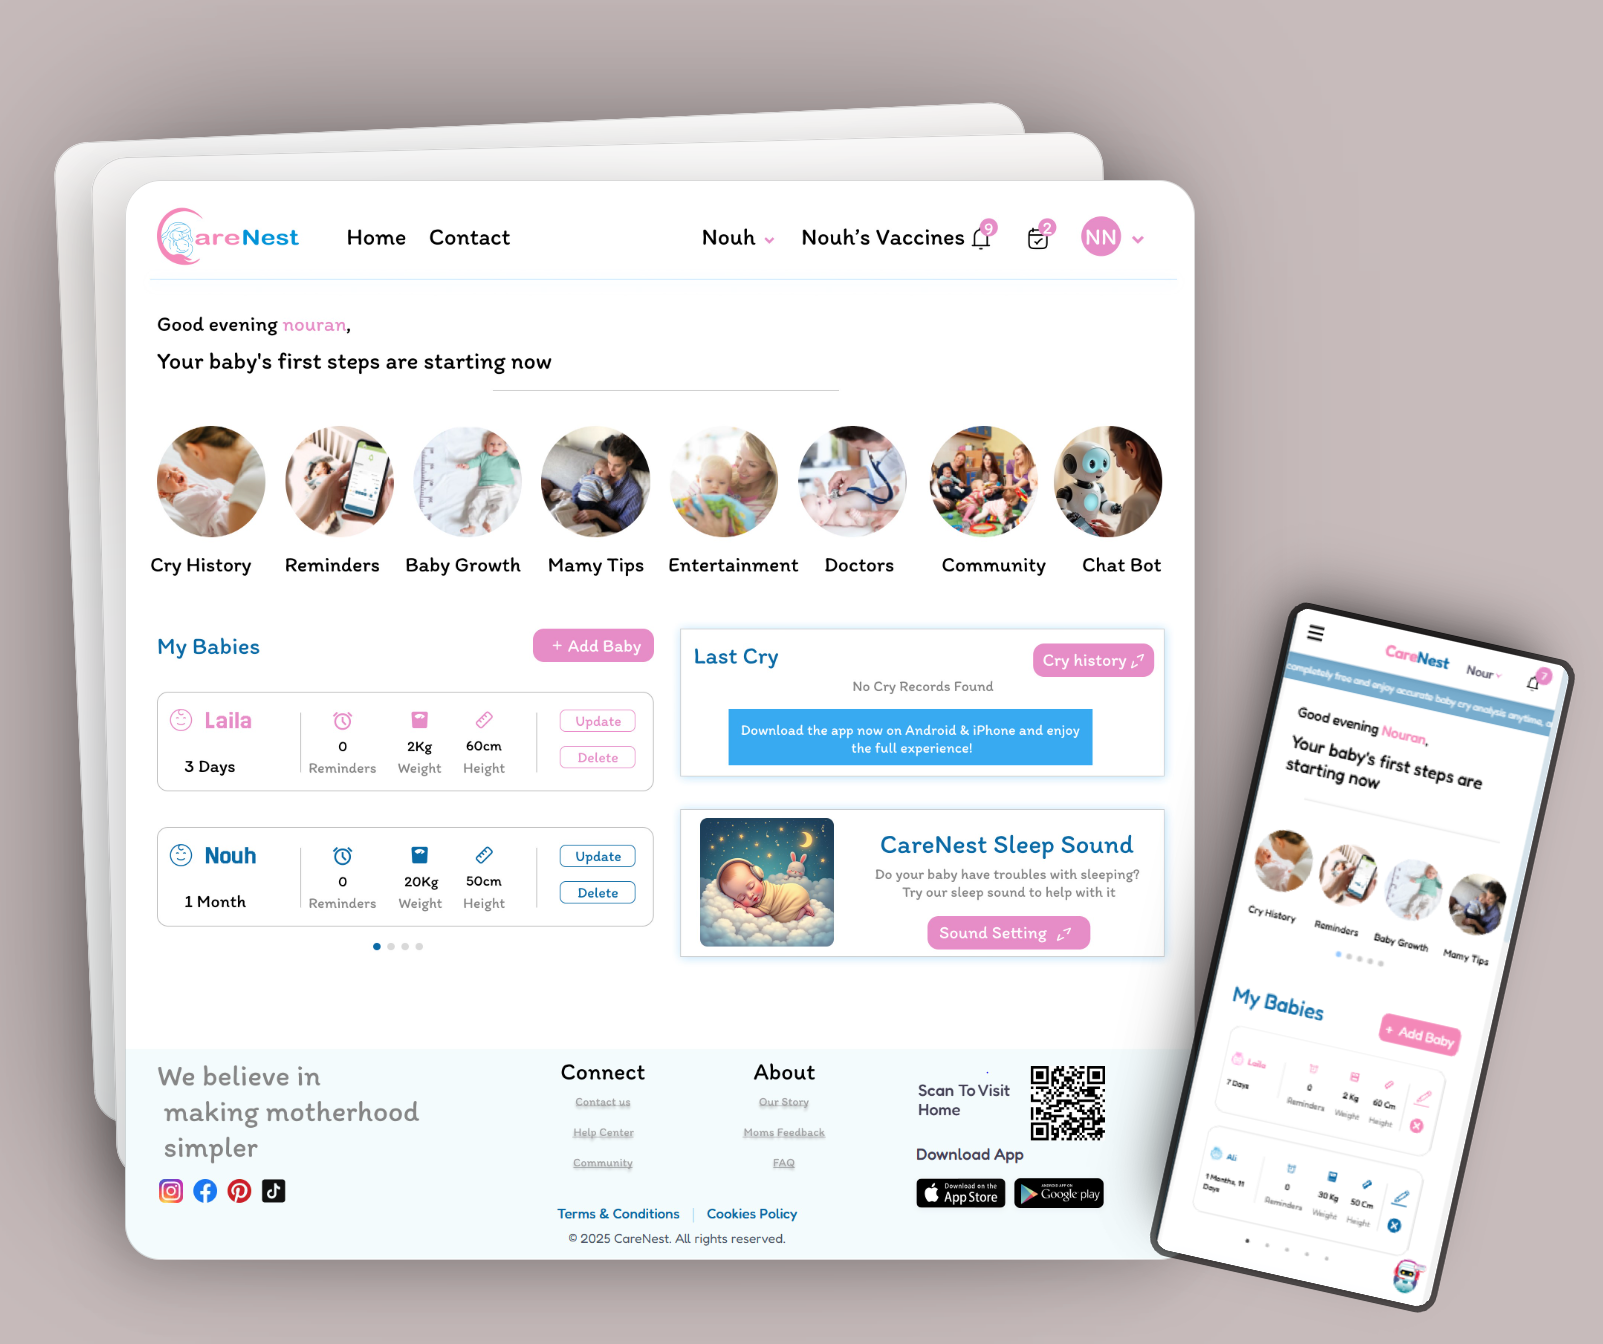 areNest
Home
Contact
Nouh
Nouh's Vaccines
9
2
NN
Good evening nouran,
Your baby's first steps are starting now
Cry History
Reminders
Baby Growth
Mamy Tips
Entertainment
Doctors
Community
Chat Bot
My Babies
+ Add Baby
Laila
3 Days
0
Reminders
2Kg
Weight
60cm
Height
Update
Delete
Nouh
1 Month
0
Reminders
20Kg
Weight
50cm
Height
Update
Delete
Last Cry
Cry history
No Cry Records Found
Download the app now on Android & iPhone and enjoy
the full experience!
CareNest Sleep Sound
Do your baby have troubles with sleeping?
Try our sleep sound to help with it
Sound Setting
We believe in
making motherhood
simpler
Connect
Contact us
Help Center
Community
About
Our Story
Moms Feedback
FAQ
Terms & Conditions
Cookies Policy
© 2025 CareNest. All rights reserved.
Scan To Visit
Home
Download App
Download on the
App Store
ANDROID APP ON
Google play
CareNest
Nour
7
completely free and enjoy accurate baby cry analysis anytime,
Good evening Nouran,
Your baby's first steps are
starting now
Cry History
Reminders
Baby Growth
Mamy Tips
My Babies
+ Add Baby
Laila
7 Days
0
Reminders
2 Kg
Weight
60 Cm
Height
Ali
1 Months, 11
Days
0
Reminders
30 Kg
Weight
50 Cm
Height